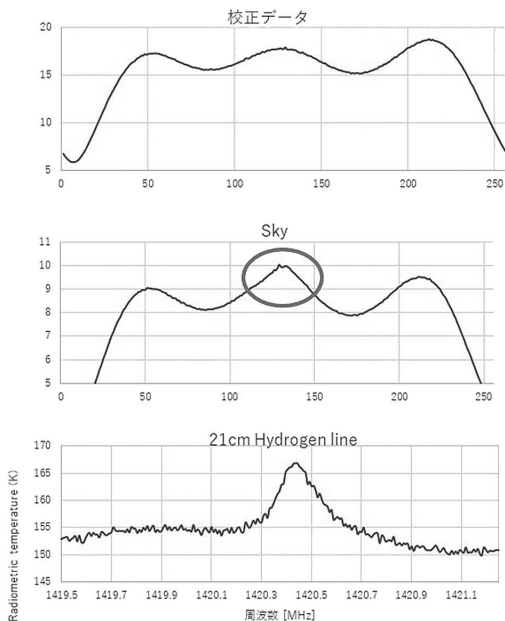 校正データ
20
15
10
5
0 50 100 150 200 250
Sky
11
10
9
8
7
6
5
0 50 100 150 200 250
21cm Hydrogen line
Radiometric temperature (K)
170
165
160
155
150
145
1419.5 1419.7 1419.9 1420.1 1420.3 1420.5 1420.7 1420.9 1421.1
周波数 [MHz]